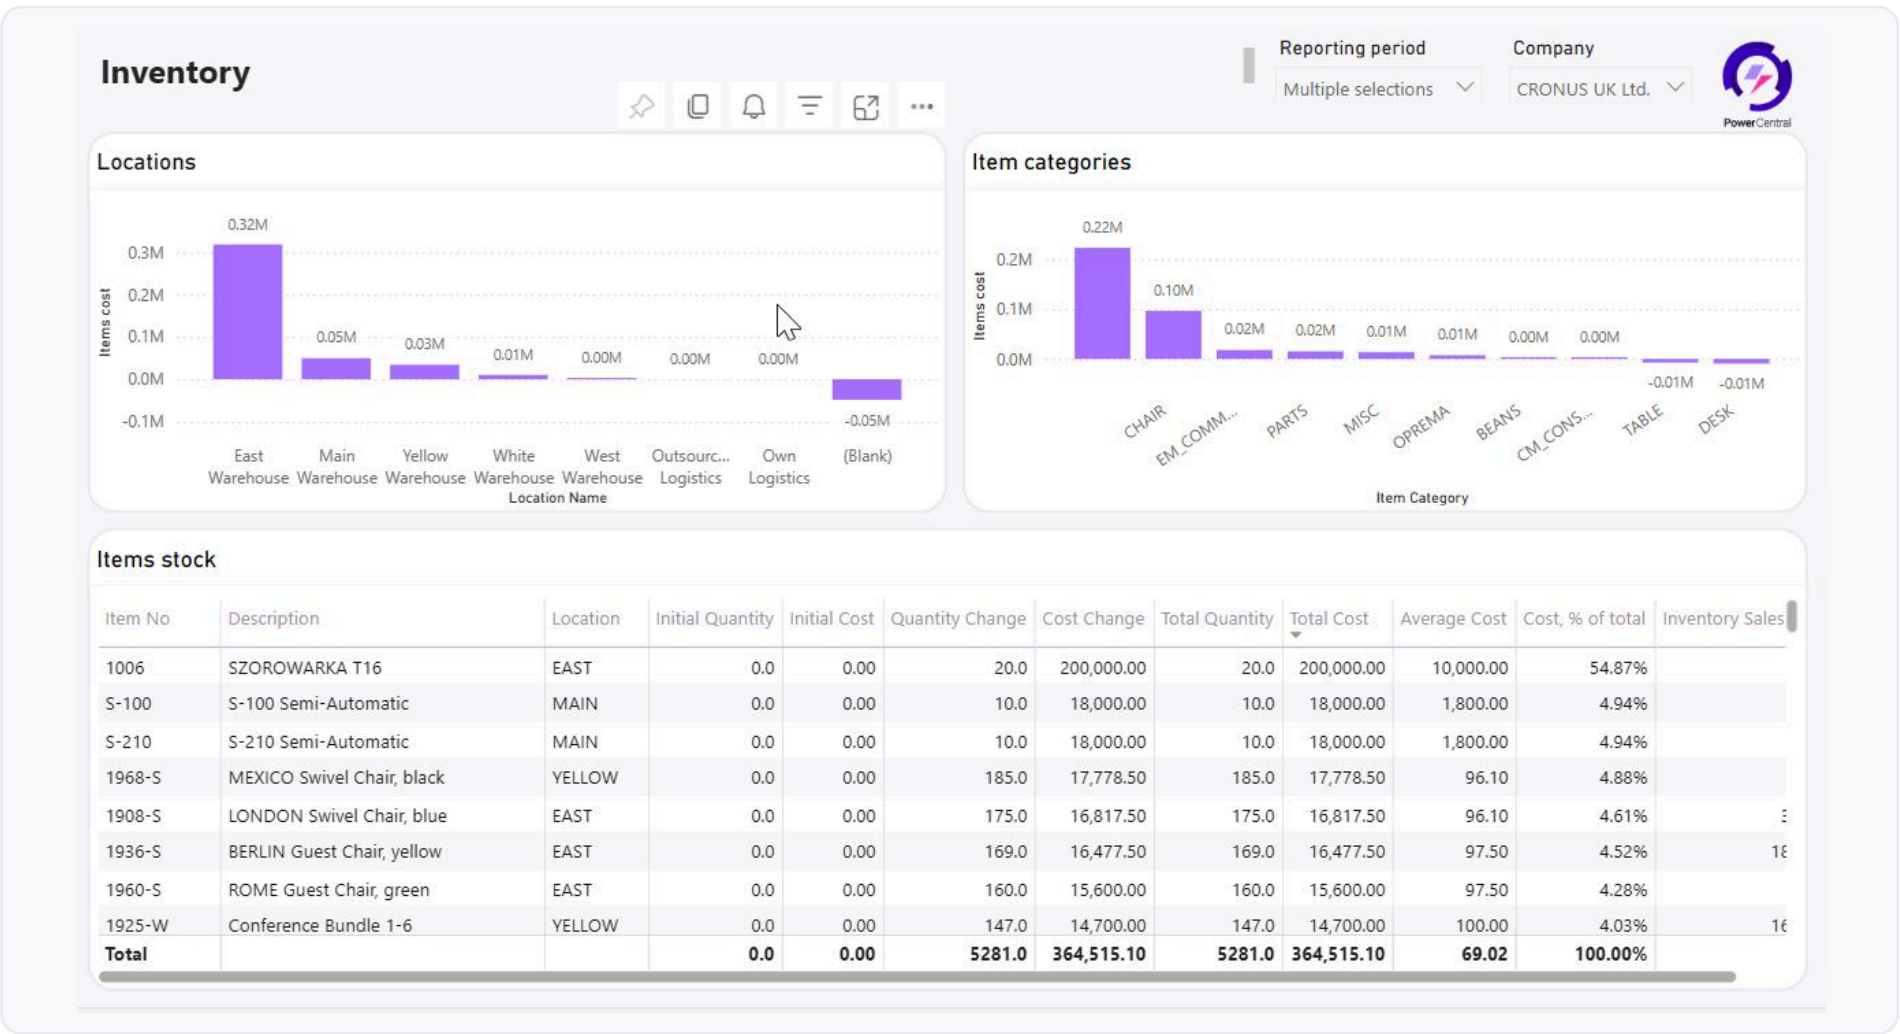 Inventory
Reporting period
Multiple selections
Company
CRONUS UK Ltd.
PowerCentral
Locations
Items cost
0.3M
0.2M
0.1M
0.0M
-0.1M
0.32M
0.05M
0.03M
0.01M
0.00M
0.00M
0.00M
-0.05M
East Warehouse
Main Warehouse
Yellow Warehouse
White Warehouse
West Warehouse
Outsourc... Logistics
Own Logistics
(Blank)
Location Name
Item categories
Items cost
0.2M
0.1M
0.0M
0.22M
0.10M
0.02M
0.02M
0.01M
0.01M
0.00M
0.00M
-0.01M
-0.01M
CHAIR
EM_COMM...
PARTS
MISC
OPREMA
BEANS
CM_CONS...
TABLE
DESK
Item Category
Items stock
Item No Description Location Initial Quantity Initial Cost Quantity Change Cost Change Total Quantity Total Cost Average Cost Cost, % of total Inventory Sales
1006 SZOROWARKA T16 EAST 0.0 0.00 20.0 200,000.00 20.0 200,000.00 10,000.00 54.87%
S-100 S-100 Semi-Automatic MAIN 0.0 0.00 10.0 18,000.00 10.0 18,000.00 1,800.00 4.94%
S-210 S-210 Semi-Automatic MAIN 0.0 0.00 10.0 18,000.00 10.0 18,000.00 1,800.00 4.94%
1968-S MEXICO Swivel Chair, black YELLOW 0.0 0.00 185.0 17,778.50 185.0 17,778.50 96.10 4.88%
1908-S LONDON Swivel Chair, blue EAST 0.0 0.00 175.0 16,817.50 175.0 16,817.50 96.10 4.61%
1936-S BERLIN Guest Chair, yellow EAST 0.0 0.00 169.0 16,477.50 169.0 16,477.50 97.50 4.52%
1960-S ROME Guest Chair, green EAST 0.0 0.00 160.0 15,600.00 160.0 15,600.00 97.50 4.28%
1925-W Conference Bundle 1-6 YELLOW 0.0 0.00 147.0 14,700.00 147.0 14,700.00 100.00 4.03%
Total 0.0 0.00 5281.0 364,515.10 5281.0 364,515.10 69.02 100.00%